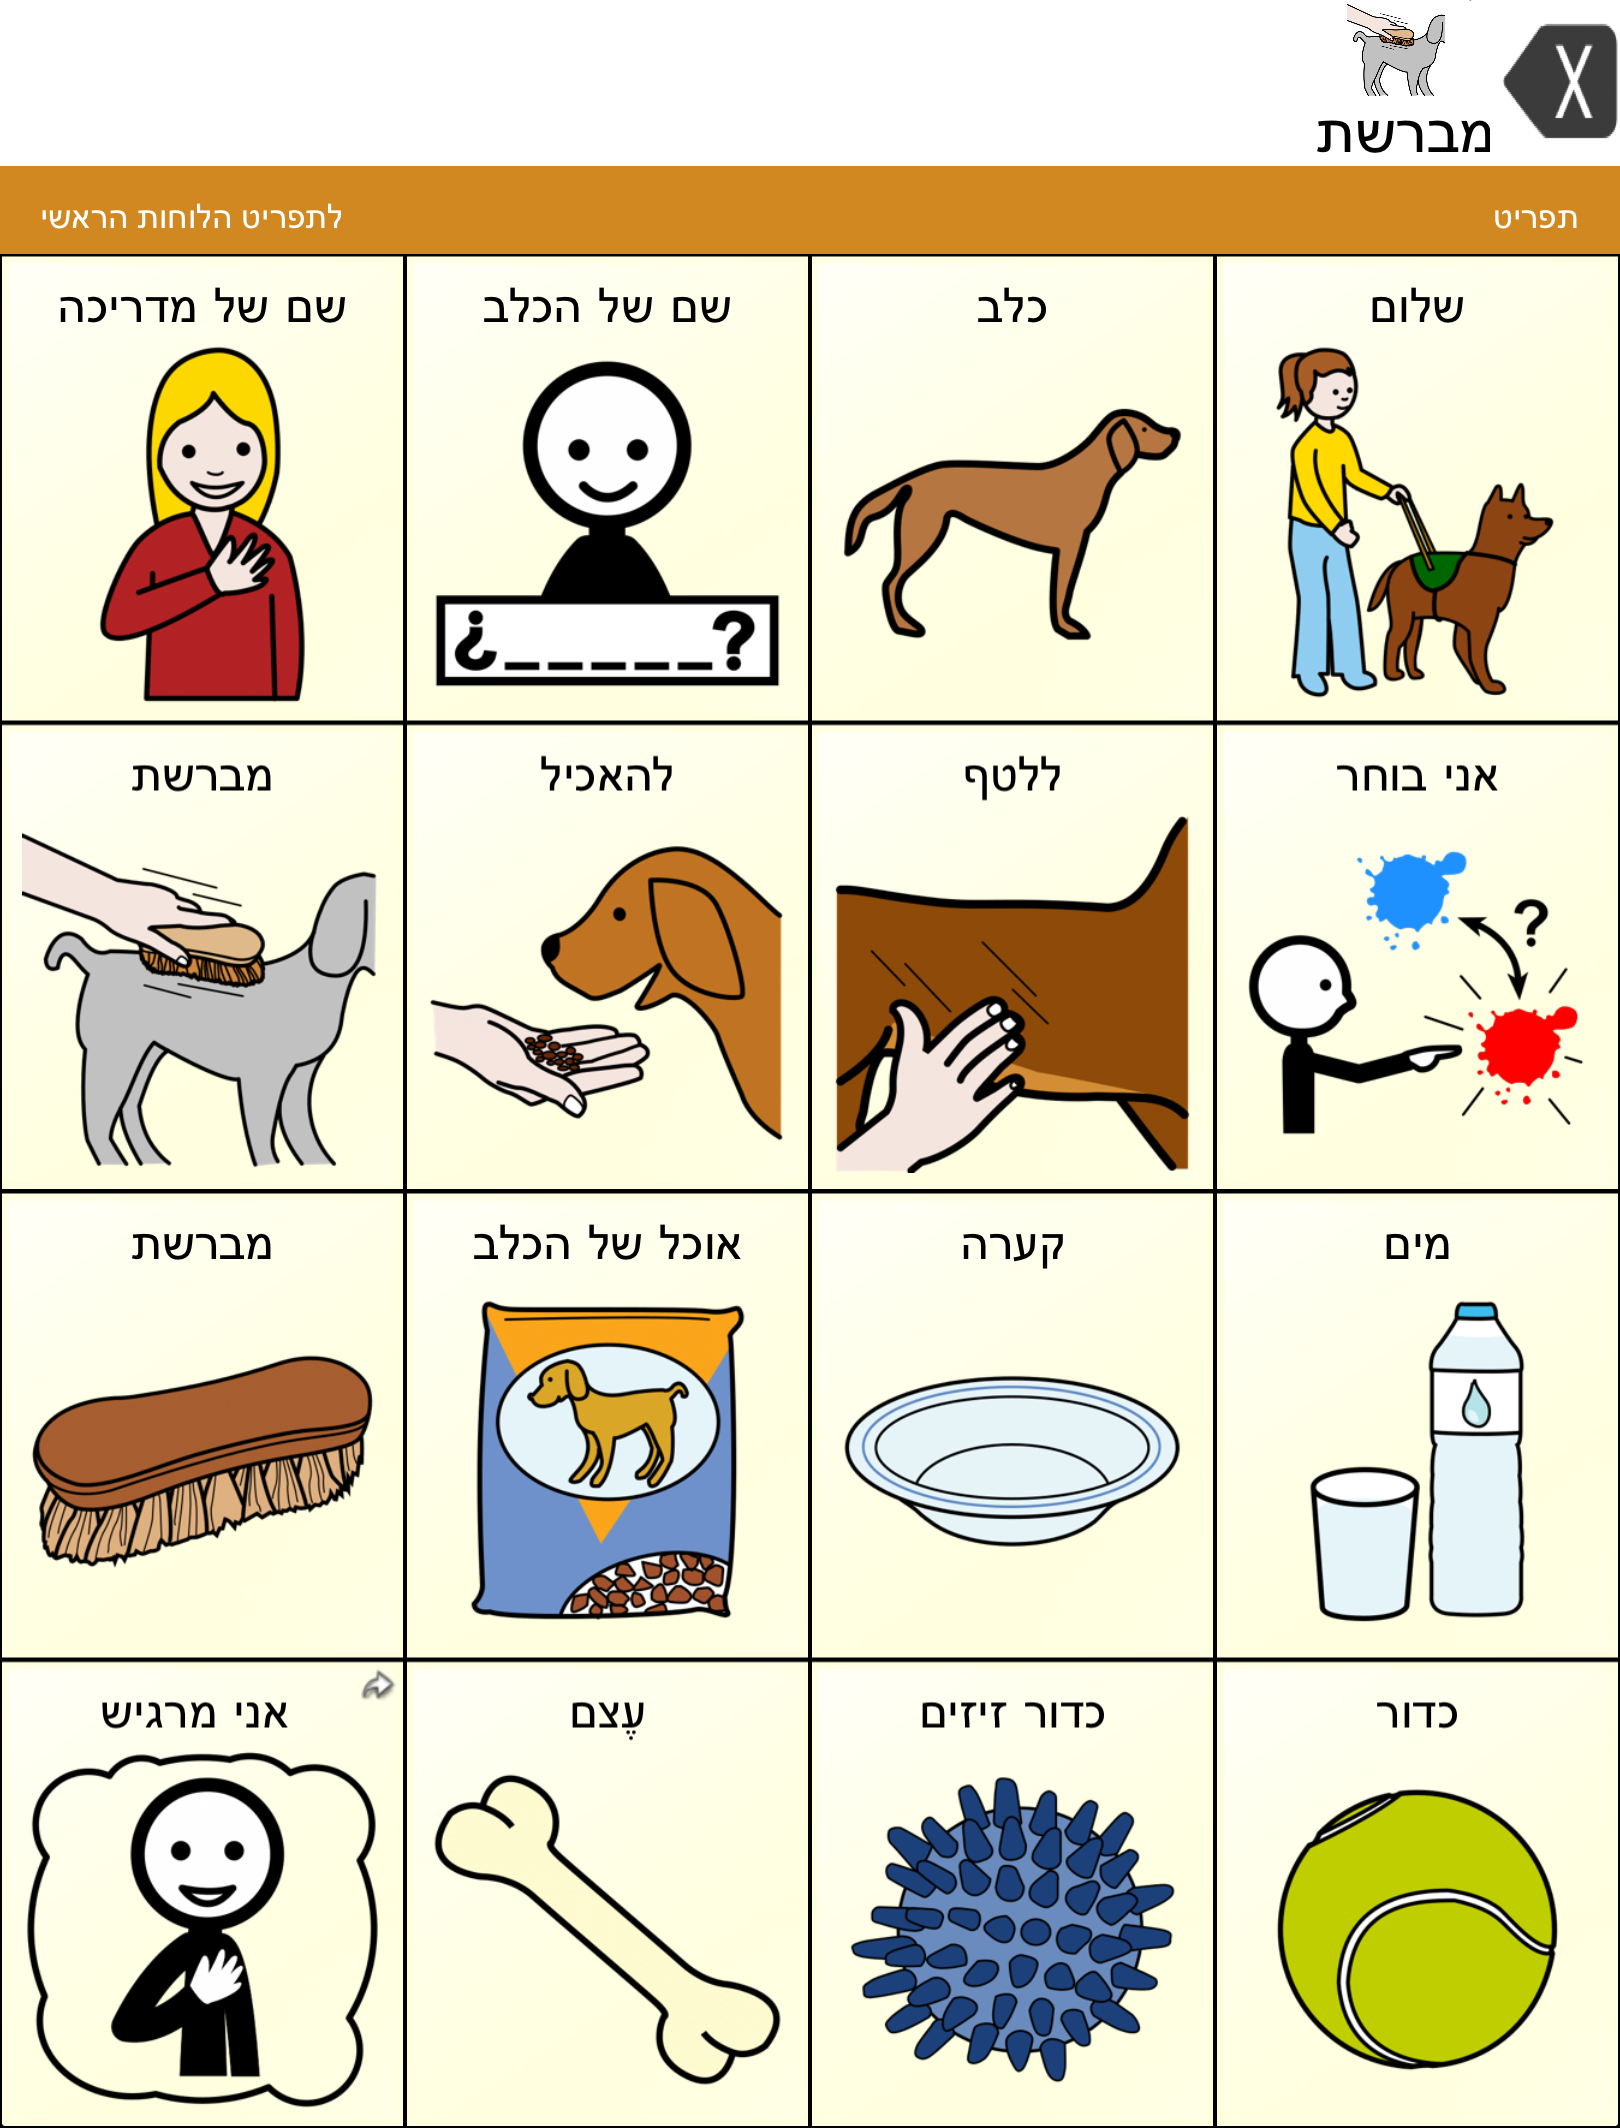 X
מברשת
תפריט
לתפריט הלוחות הראשי
שלום
כלב
שם של הכלב
¿_____?
שם של מדריכה
אני בוחר
?
ללטף
להאכיל
מברשת
מים
קערה
אוכל של הכלב
מברשת
כדור
כדור זיזים
עֶצם
אני מרגיש